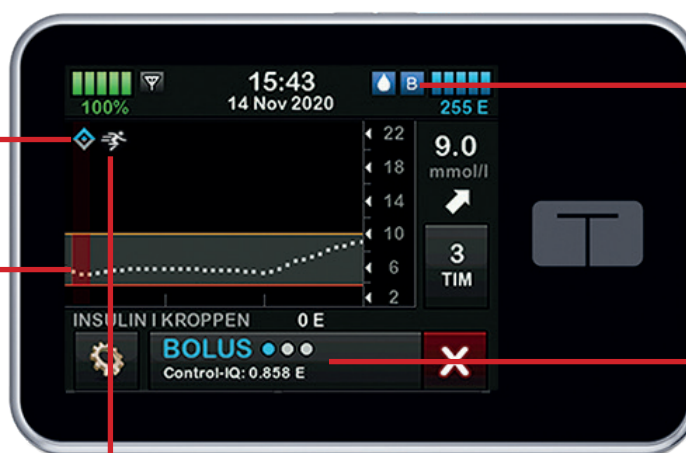 100%
15:43
14 Nov 2020
B
255 E
22
18
14
10
6
2
9.0
mmol/l
3
TIM
INSULIN I KROPPEN 0 E
BOLUS
Control-IQ: 0.858 E
X
T